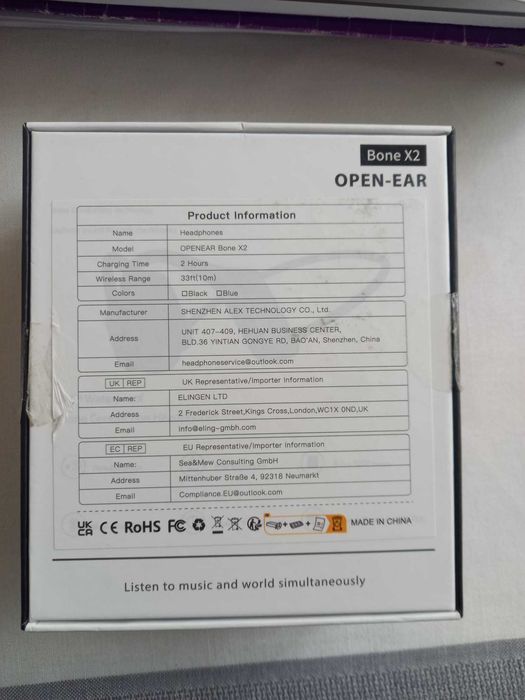 Bone X2
OPEN-EAR
Product Information
Name Headphones
Model OPENEAR Bone X2
Charging Time 2 Hours
Wireless Range 33ft(10m)
Colors □Black □Blue
Manufacturer SHENZHEN ALEX TECHNOLOGY CO., Ltd.
Address UNIT 407-409, HEHUAN BUSINESS CENTER,
BLD.36 YINTIAN GONGYE RD, BAO'AN, Shenzhen, China
Email headphoneservice@outlook.com
UK REP UK Representative/Importer Information
Name: ELINGEN LTD
Address 2 Frederick Street,Kings Cross,London,WC1X 0ND,UK
Email info@eling-gmbh.com
EC REP EU Representative/Importer Information
Name: Sea&Mew Consulting GmbH
Address Mittenhuber Straße 4, 92318 Neumarkt
Email Compliance.EU@outlook.com
UK CA CE RoHS FC + + MADE IN CHINA
Listen to music and world simultaneously